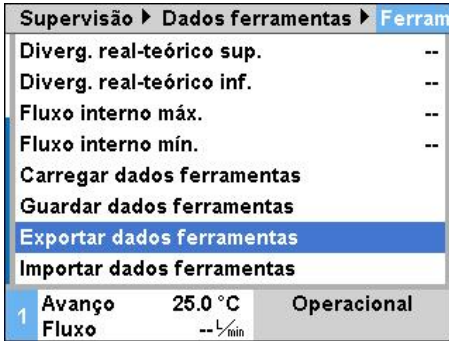 Supervisão ▶ Dados ferramentas ▶ Ferram
Diverg. real-teórico sup. --
Diverg. real-teórico inf. --
Fluxo interno máx. --
Fluxo interno mín. --
Carregar dados ferramentas
Guardar dados ferramentas
Exportar dados ferramentas
Importar dados ferramentas
1 Avanço 25.0 °C Operacional
Fluxo -- L/min